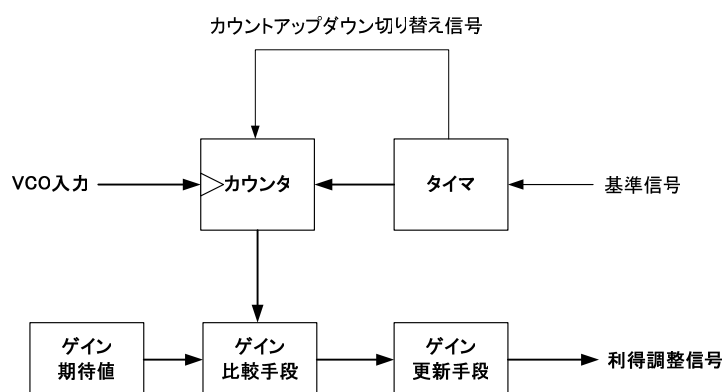 カウントアップダウン切り替え信号
VCO入力
カウンタ
タイマ
基準信号
ゲイン
期待値
ゲイン
比較手段
ゲイン
更新手段
利得調整信号